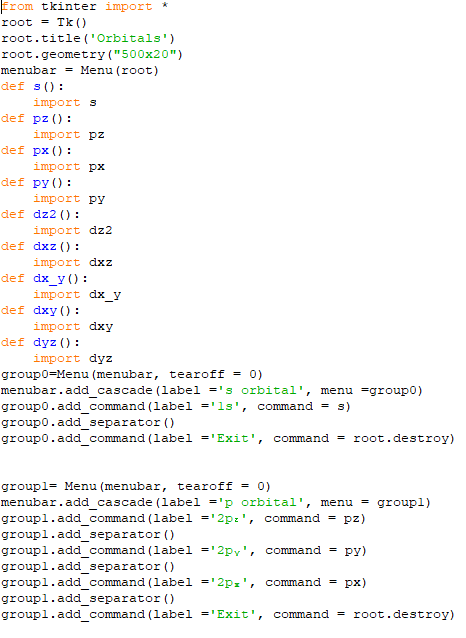 from tkinter import *
root = Tk()
root.title('Orbitals')
root.geometry("500x20")
menubar = Menu(root)
def s():
    import s
def pz():
    import pz
def px():
    import px
def py():
    import py
def dz2():
    import dz2
def dxz():
    import dxz
def dx_y():
    import dx_y
def dxy():
    import dxy
def dyz():
    import dyz
group0=Menu(menubar, tearoff = 0)
menubar.add_cascade(label ='s orbital', menu =group0)
group0.add_command(label ='1s', command = s)
group0.add_separator()
group0.add_command(label ='Exit', command = root.destroy)
group1= Menu(menubar, tearoff = 0)
menubar.add_cascade(label ='p orbital', menu = group1)
group1.add_command(label ='2p𝑧', command = pz)
group1.add_separator()
group1.add_command(label ='2pᵧ', command = py)
group1.add_separator()
group1.add_command(label ='2pₓ', command = px)
group1.add_separator()
group1.add_command(label ='Exit', command = root.destroy)